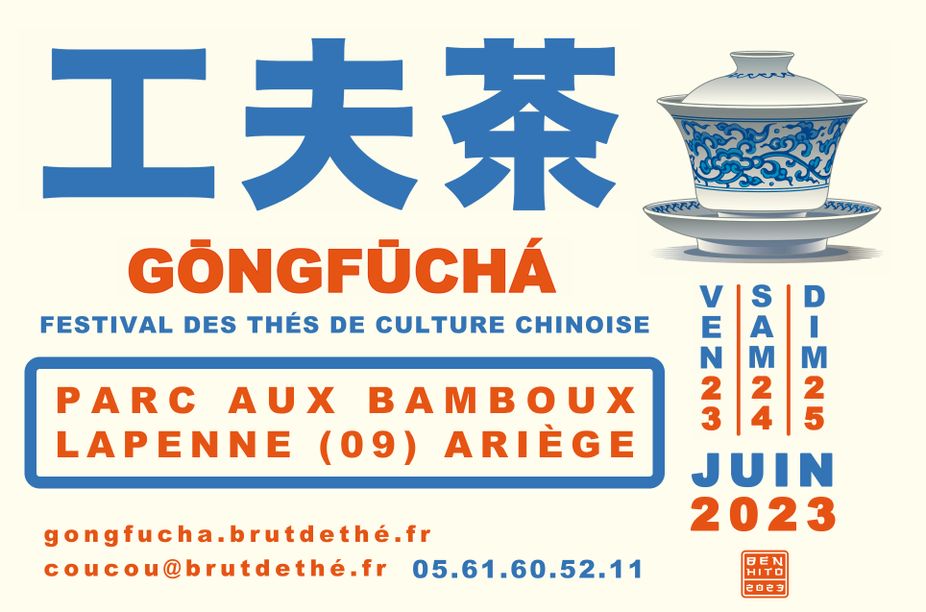 工夫茶
GŌNGFŪCHÁ
FESTIVAL DES THÉS DE CULTURE CHINOISE
PARC AUX BAMBOUX
LAPENNE (09) ARIÈGE
gongfucha.brutdethé.fr
coucou@brutdethé.fr 05.61.60.52.11
VEN 23
SAM 24
DIM 25
JUIN
2023
BEN
HITO
2023